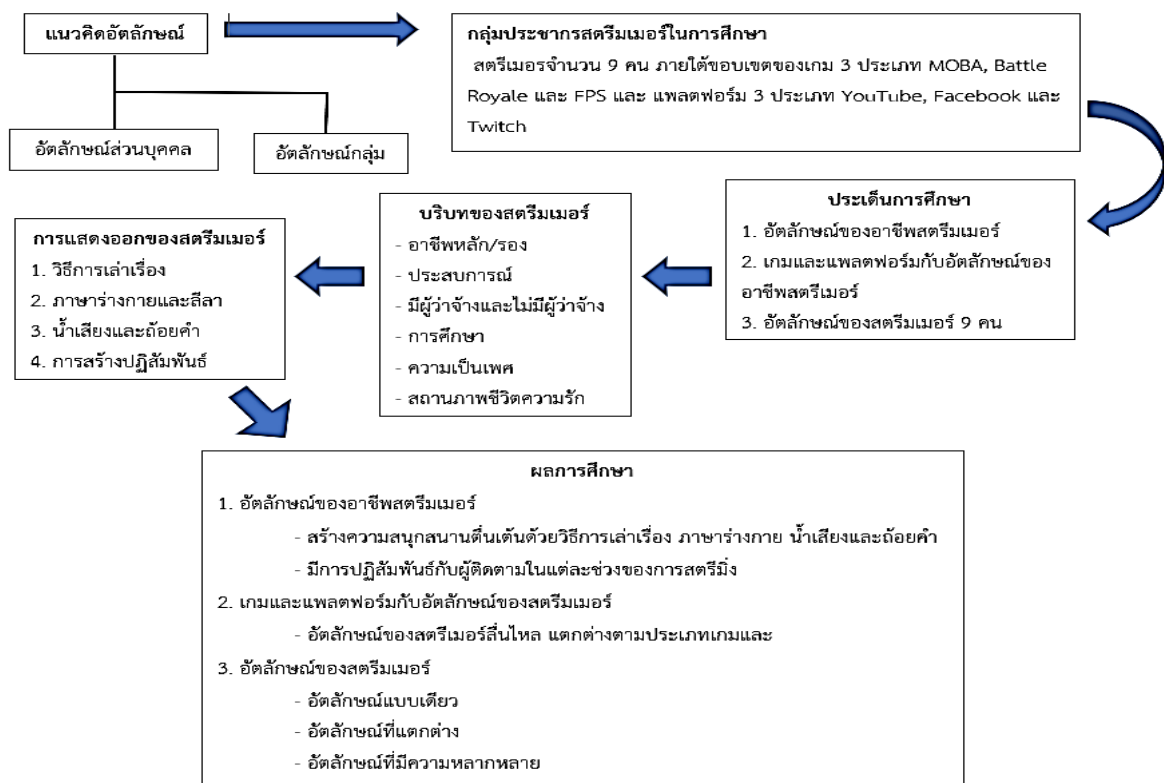 แนวคิดอัตลักษณ์
อัตลักษณ์ส่วนบุคคล
อัตลักษณ์กลุ่ม
กลุ่มประชากรสตรีมเมอร์ในการศึกษา
สตรีเมอรจำนวน 9 คน ภายใต้ขอบเขตของเกม 3 ประเภท MOBA, Battle
Royale และ FPS และ แพลตฟอร์ม 3 ประเภท YouTube, Facebook และ
Twitch
ประเด็นการศึกษา
1. อัตลักษณ์ของอาชีพสตรีมเมอร์
2. เกมและแพลตฟอร์มกับอัตลักษณ์ของ
อาชีพสตรีเมอร์
3. อัตลักษณ์ของสตรีมเมอร์ 9 คน
บริบทของสตรีมเมอร์
- อาชีพหลัก/รอง
- ประสบการณ์
- มีผู้ว่าจ้างและไม่มีผู้ว่าจ้าง
- การศึกษา
- ความเป็นเพศ
- สถานภาพชีวิตความรัก
การแสดงออกของสตรีมเมอร์
1. วิธีการเล่าเรื่อง
2. ภาษาร่างกายและลีลา
3. น้ำเสียงและถ้อยคำ
4. การสร้างปฏิสัมพันธ์
ผลการศึกษา
1. อัตลักษณ์ของอาชีพสตรีมเมอร์
- สร้างความสนุกสนานตื่นเต้นด้วยวิธีการเล่าเรื่อง ภาษาร่างกาย น้ำเสียงและถ้อยคำ
- มีการปฏิสัมพันธ์กับผู้ติดตามในแต่ละช่วงของการสตรีมมิ่ง
2. เกมและแพลตฟอร์มกับอัตลักษณ์ของสตรีมเมอร์
- อัตลักษณ์ของสตรีมเมอร์ลื่นไหล แตกต่างตามประเภทเกมและ
3. อัตลักษณ์ของสตรีมเมอร์
- อัตลักษณ์แบบเดียว
- อัตลักษณ์ที่แตกต่าง
- อัตลักษณ์ที่มีความหลากหลาย